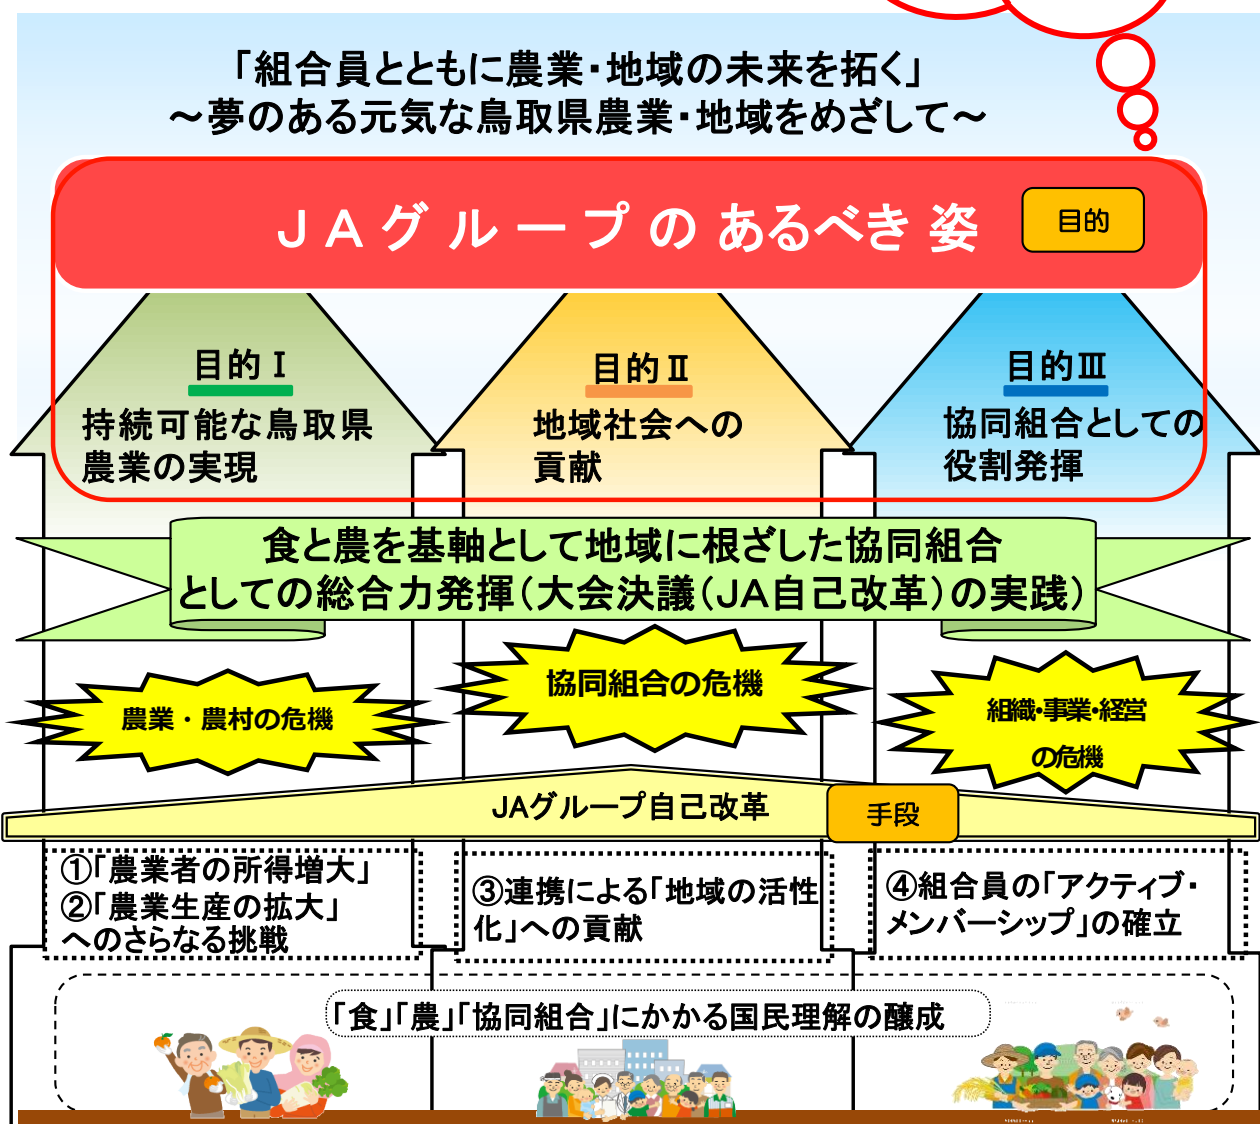 「組合員とともに農業・地域の未来を拓く」
～夢のある元気な鳥取県農業・地域をめざして～
JAグループのあるべき姿
目的
目的Ⅰ
持続可能な鳥取県
農業の実現
目的Ⅱ
地域社会への
貢献
目的Ⅲ
協同組合としての
役割発揮
食と農を基軸として地域に根ざした協同組合
としての総合力発揮（大会決議（JA自己改革）の実践）
農業・農村の危機
協同組合の危機
組織・事業・経営
の危機
JAグループ自己改革
手段
①「農業者の所得増大」
②「農業生産の拡大」
へのさらなる挑戦
③連携による「地域の活性
化」への貢献
④組合員の「アクティブ・
メンバーシップ」の確立
「食」「農」「協同組合」にかかる国民理解の醸成